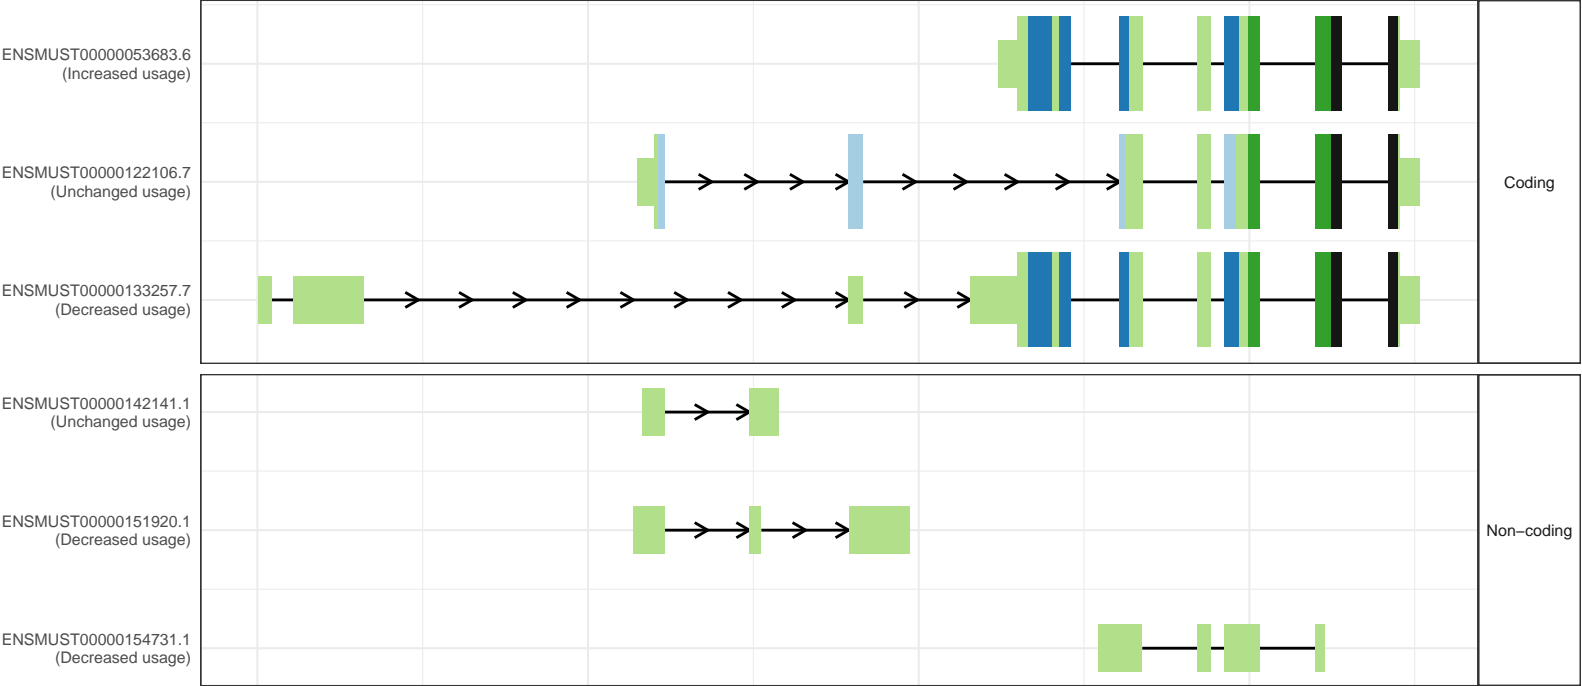 ENSMUST00000053683.6
(Increased usage)
ENSMUST00000122106.7
(Unchanged usage)
Coding
ENSMUST00000133257.7
(Decreased usage)
ENSMUST00000142141.1
(Unchanged usage)
ENSMUST00000151920.1
(Decreased usage)
Non−coding
ENSMUST00000154731.1
(Decreased usage)